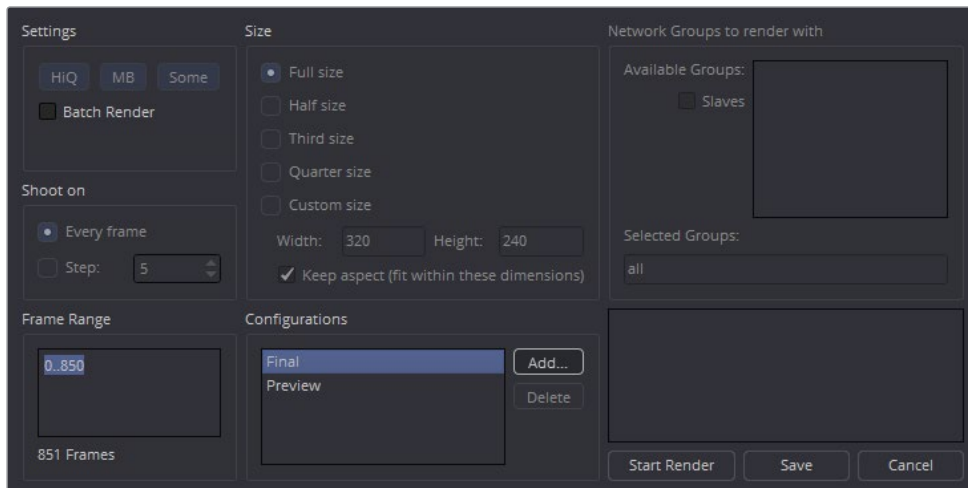 Settings
HiQ
MB
Some
Batch Render
Shoot on
Every frame
Step: 5
Frame Range
0..850
851 Frames
Size
Full size
Half size
Third size
Quarter size
Custom size
Width: 320 Height: 240
Keep aspect (fit within these dimensions)
Configurations
Final
Preview
Add...
Delete
Network Groups to render with
Available Groups:
Slaves
Selected Groups:
all
Start Render
Save
Cancel